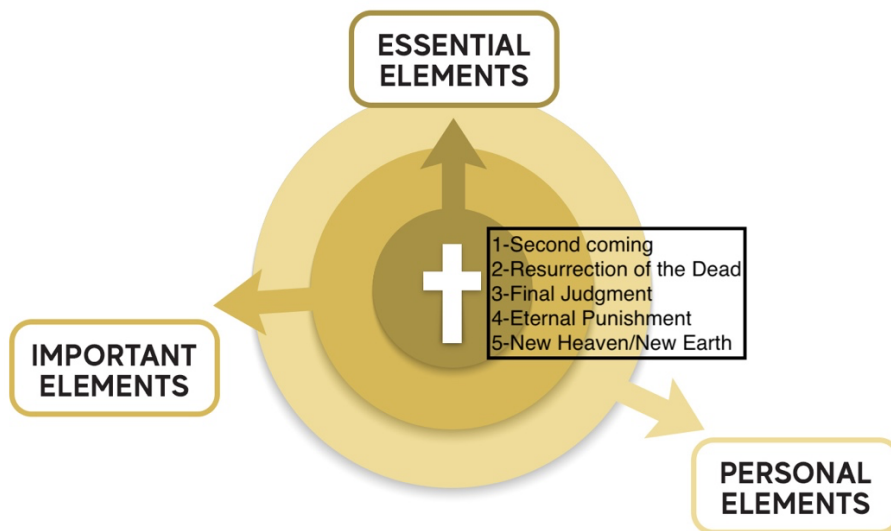 ESSENTIAL
ELEMENTS
1-Second coming
2-Resurrection of the Dead
3-Final Judgment
4-Eternal Punishment
5-New Heaven/New Earth
IMPORTANT
ELEMENTS
PERSONAL
ELEMENTS